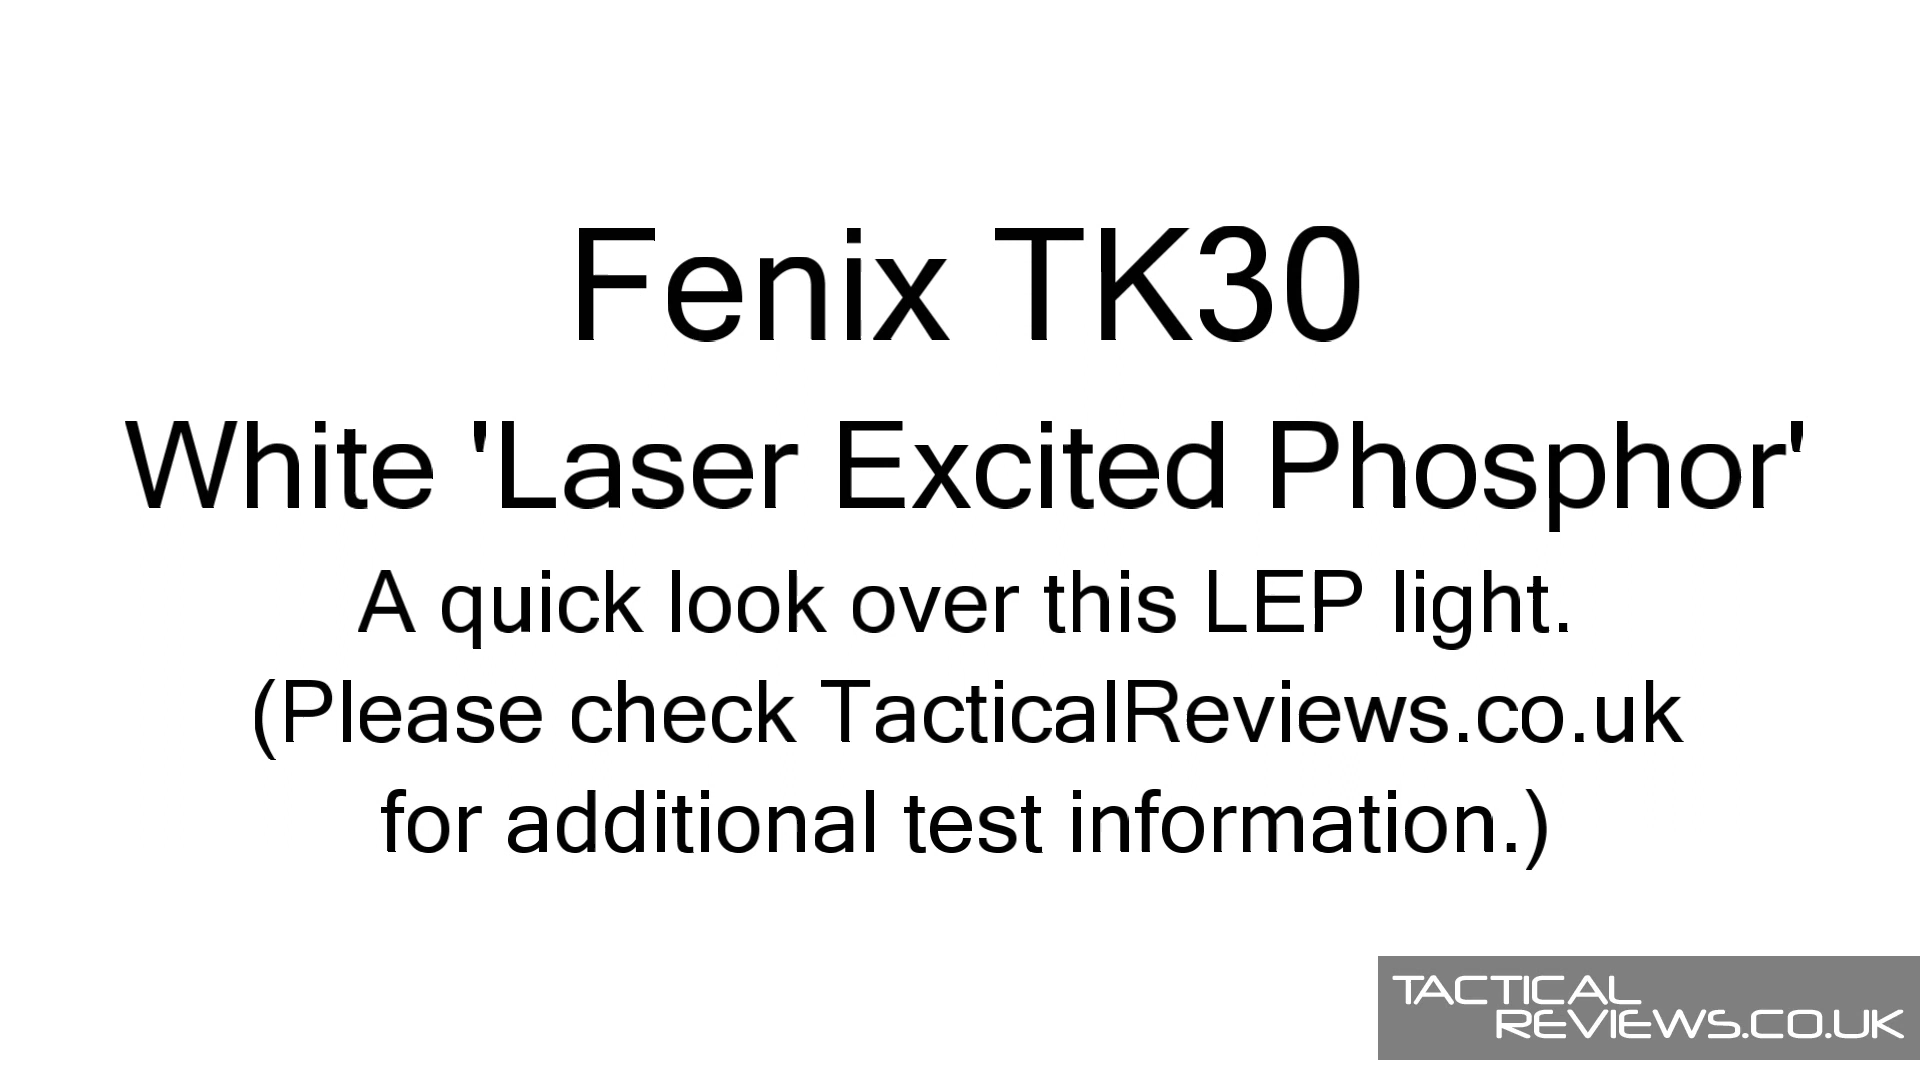 Fenix TK30
White 'Laser Excited Phosphor'
A quick look over this LEP light.
(Please check TacticalReviews.co.uk
for additional test information.)
TACTICAL
REVIEWS.CO.UK